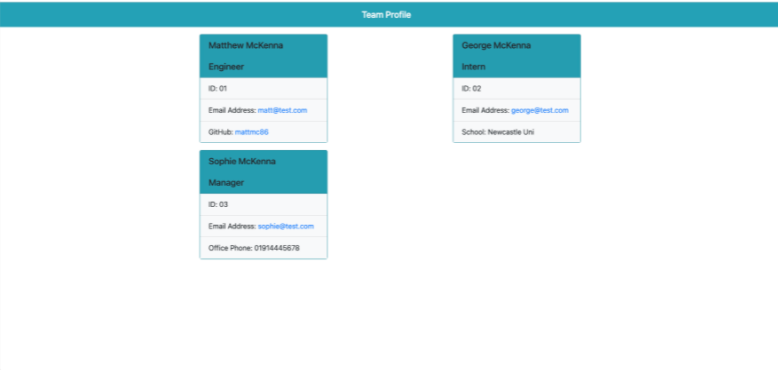 Team Profile
Matthew McKenna
Engineer
ID: 01
Email Address: matt@test.com
GitHub: mattmc86
George McKenna
Intern
ID: 02
Email Address: george@test.com
School: Newcastle Uni
Sophie McKenna
Manager
ID: 03
Email Address: sophie@test.com
Office Phone: 01914445678